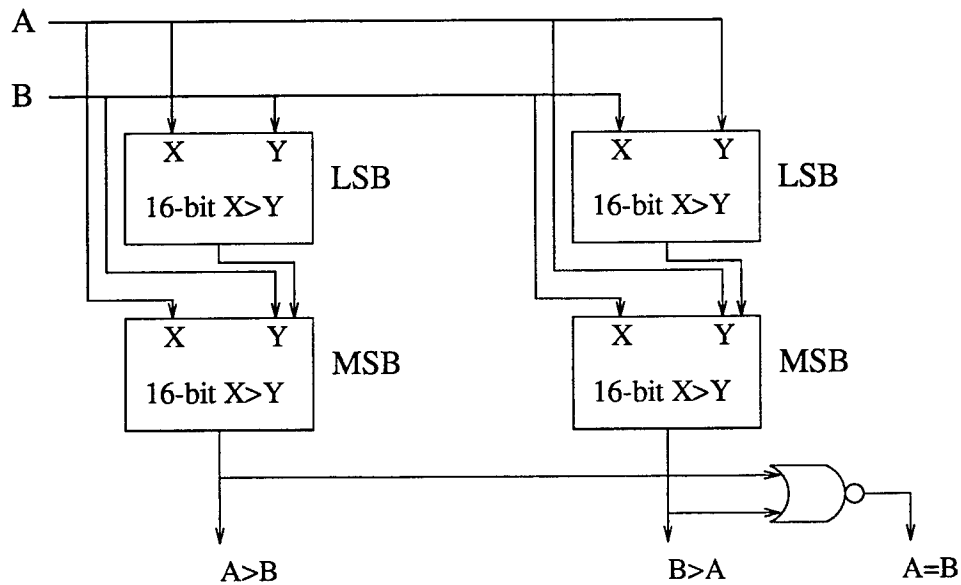 A
B
X Y
LSB
16-bit X>Y
X Y
LSB
16-bit X>Y
X Y
MSB
16-bit X>Y
X Y
MSB
16-bit X>Y
A>B
B>A
A=B